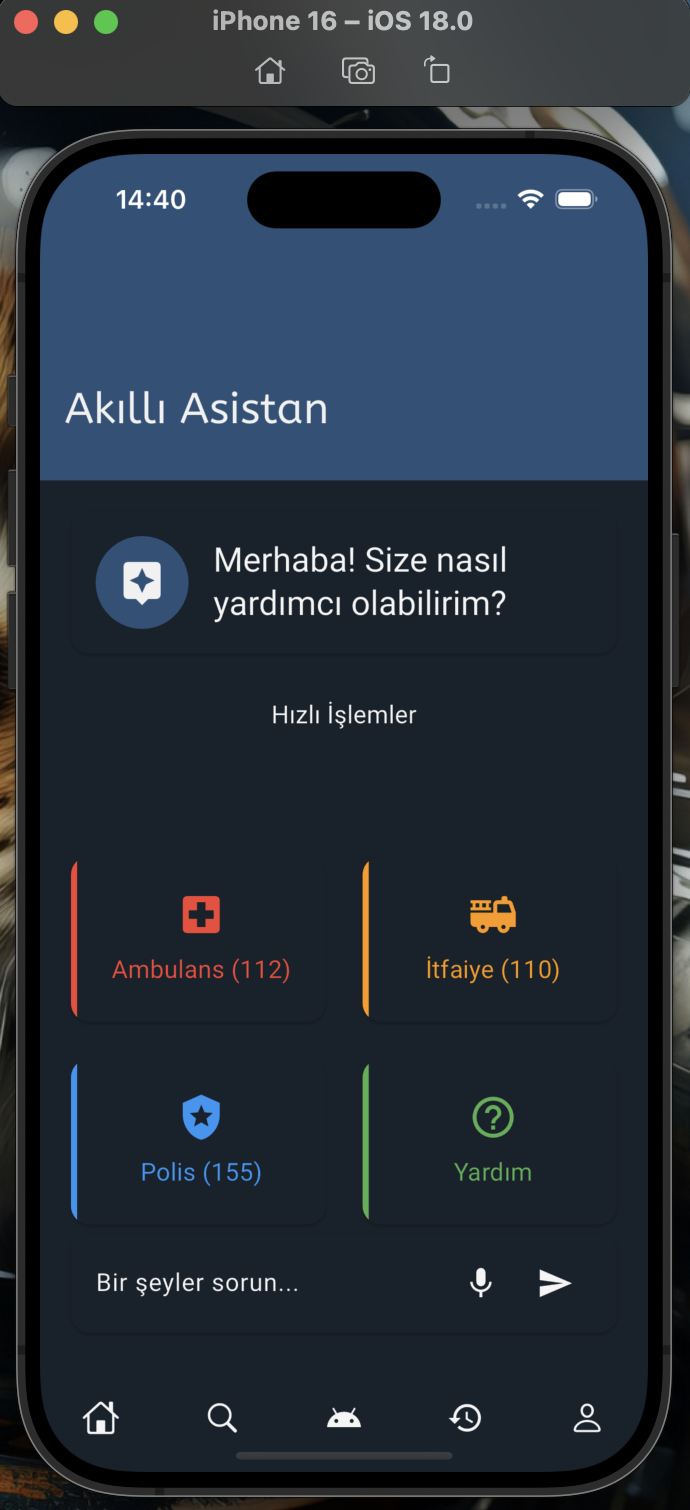 iPhone 16 – iOS 18.0
14:40
Akıllı Asistan
Merhaba! Size nasıl
yardımcı olabilirim?
Hızlı İşlemler
Ambulans (112)
İtfaiye (110)
Polis (155)
Yardım
Bir şeyler sorun...